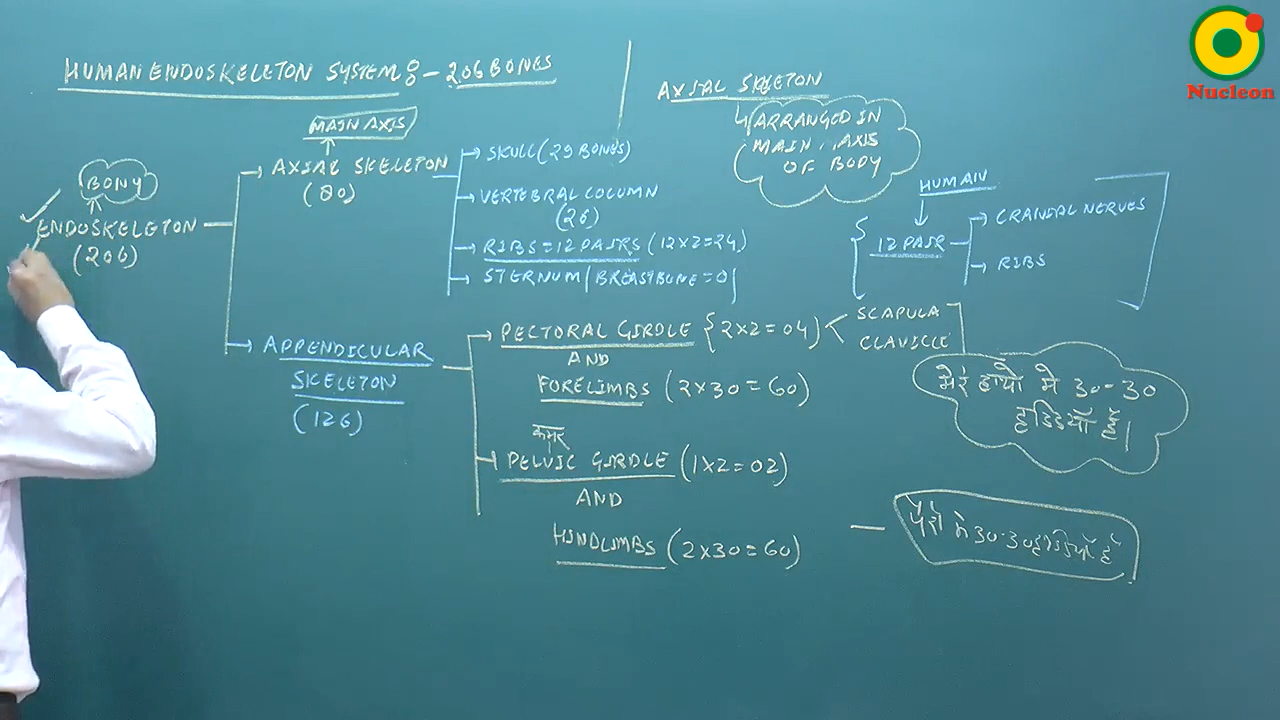 HUMAN ENDOSKELETON SYSTEM :- 206 BONES
MAIN AXIS
BONY
ENDOSKELETON
(206)
AXIAL SKELETON
(80)
SKULL (29 BONES)
VERTEBRAL COLUMN
(26)
RIBS = 12 PAIRS (12×2=24)
STERNUM / BREASTBONE = 01
APPENDICULAR
SKELETON
(126)
PECTORAL GIRDLE {2×2=04)
SCAPULA
CLAVICLE
AND
FORELIMBS (2×30=60)
कमर
PELVIC GIRDLE (1×2=02)
AND
HINDLIMBS (2×30=60)
AXIAL SKELETON
ARRANGED IN
MAIN AXIS
OF BODY
HUMAN
12 PAIR
CRANIAL NERVES
RIBS
मेरे हाथो मे 30-30
हड्डियाँ हैं।
पैरो मे 30-30 हड्डियाँ हैं
Nucleon